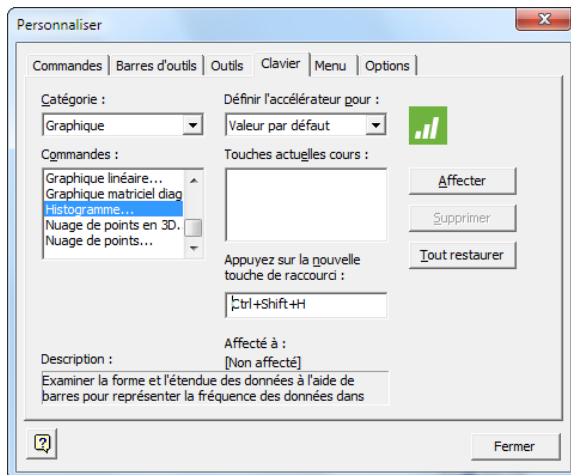 Personnaliser
Commandes Barres d'outils Outils Clavier Menu Options
Catégorie :
Graphique
Définir l'accélérateur pour :
Valeur par défaut
Commandes :
Graphique linéaire...
Graphique matriciel diag
Histogramme...
Nuage de points en 3D.
Nuage de points...
Touches actuelles cours :
Affecter
Supprimer
Tout restaurer
Appuyez sur la nouvelle
touche de raccourci :
Ctrl+Shift+H
Affecté à :
[Non affecté]
Description :
Examiner la forme et l'étendue des données à l'aide de
barres pour représenter la fréquence des données dans
Fermer